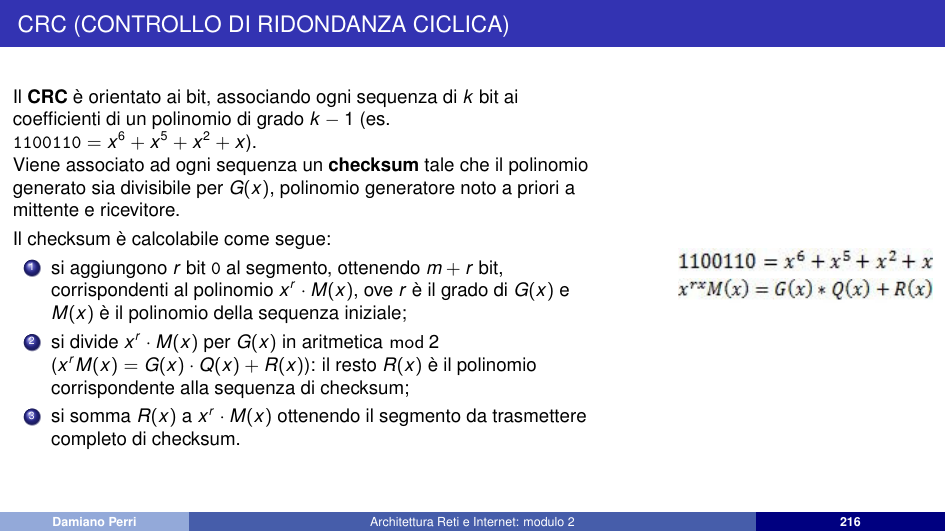 CRC (CONTROLLO DI RIDONDANZA CICLICA)
Il CRC è orientato ai bit, associando ogni sequenza di k bit ai
coefficienti di un polinomio di grado k − 1 (es.
1100110 = x⁶ + x⁵ + x² + x).
Viene associato ad ogni sequenza un checksum tale che il polinomio
generato sia divisibile per G(x), polinomio generatore noto a priori a
mittente e ricevitore.
Il checksum è calcolabile come segue:
1 si aggiungono r bit 0 al segmento, ottenendo m + r bit,
corrispondenti al polinomio xʳ · M(x), ove r è il grado di G(x) e
M(x) è il polinomio della sequenza iniziale;
2 si divide xʳ · M(x) per G(x) in aritmetica mod 2
(xʳM(x) = G(x) · Q(x) + R(x)): il resto R(x) è il polinomio
corrispondente alla sequenza di checksum;
3 si somma R(x) a xʳ · M(x) ottenendo il segmento da trasmettere
completo di checksum.
1100110 = x⁶ + x⁵ + x² + x
xʳˣM(x) = G(x) ∗ Q(x) + R(x)
Damiano Perri
Architettura Reti e Internet: modulo 2
216